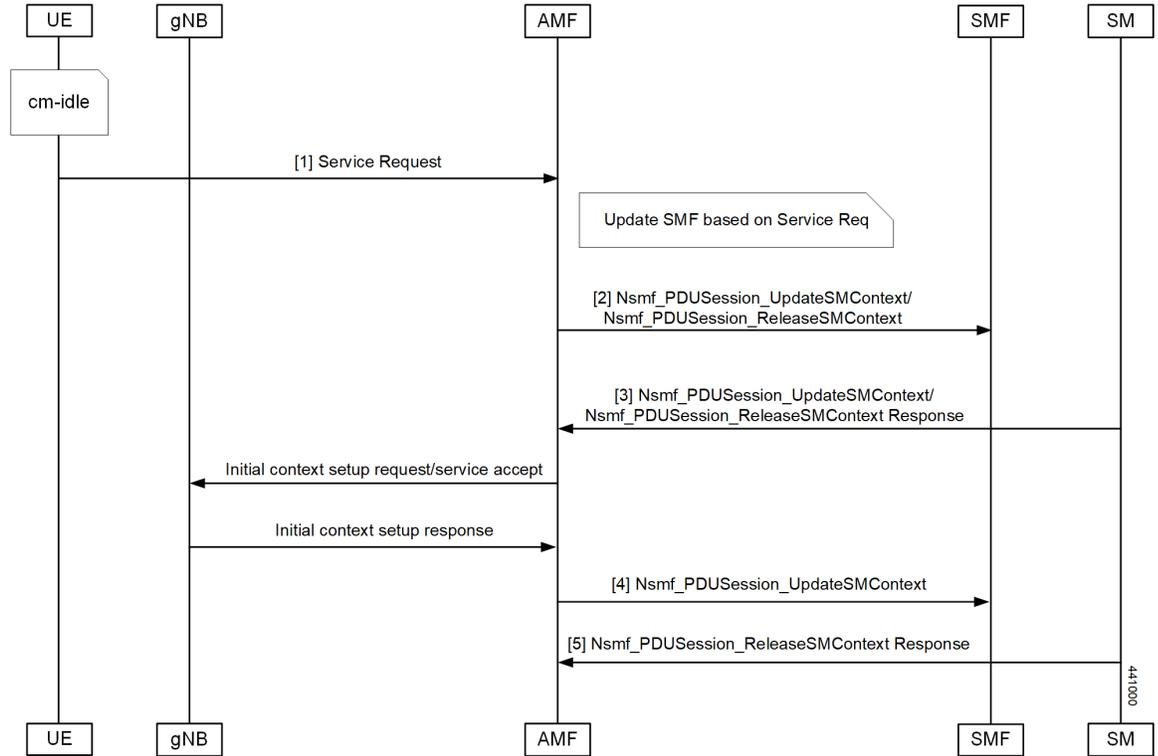 UE
gNB
AMF
SMF
SM
cm-idle
[1] Service Request
Update SMF based on Service Req
[2] Nsmf_PDUSession_UpdateSMContext/
Nsmf_PDUSession_ReleaseSMContext
[3] Nsmf_PDUSession_UpdateSMContext/
Nsmf_PDUSession_ReleaseSMContext Response
Initial context setup request/service accept
Initial context setup response
[4] Nsmf_PDUSession_UpdateSMContext
[5] Nsmf_PDUSession_ReleaseSMContext Response
441000
UE
gNB
AMF
SMF
SM